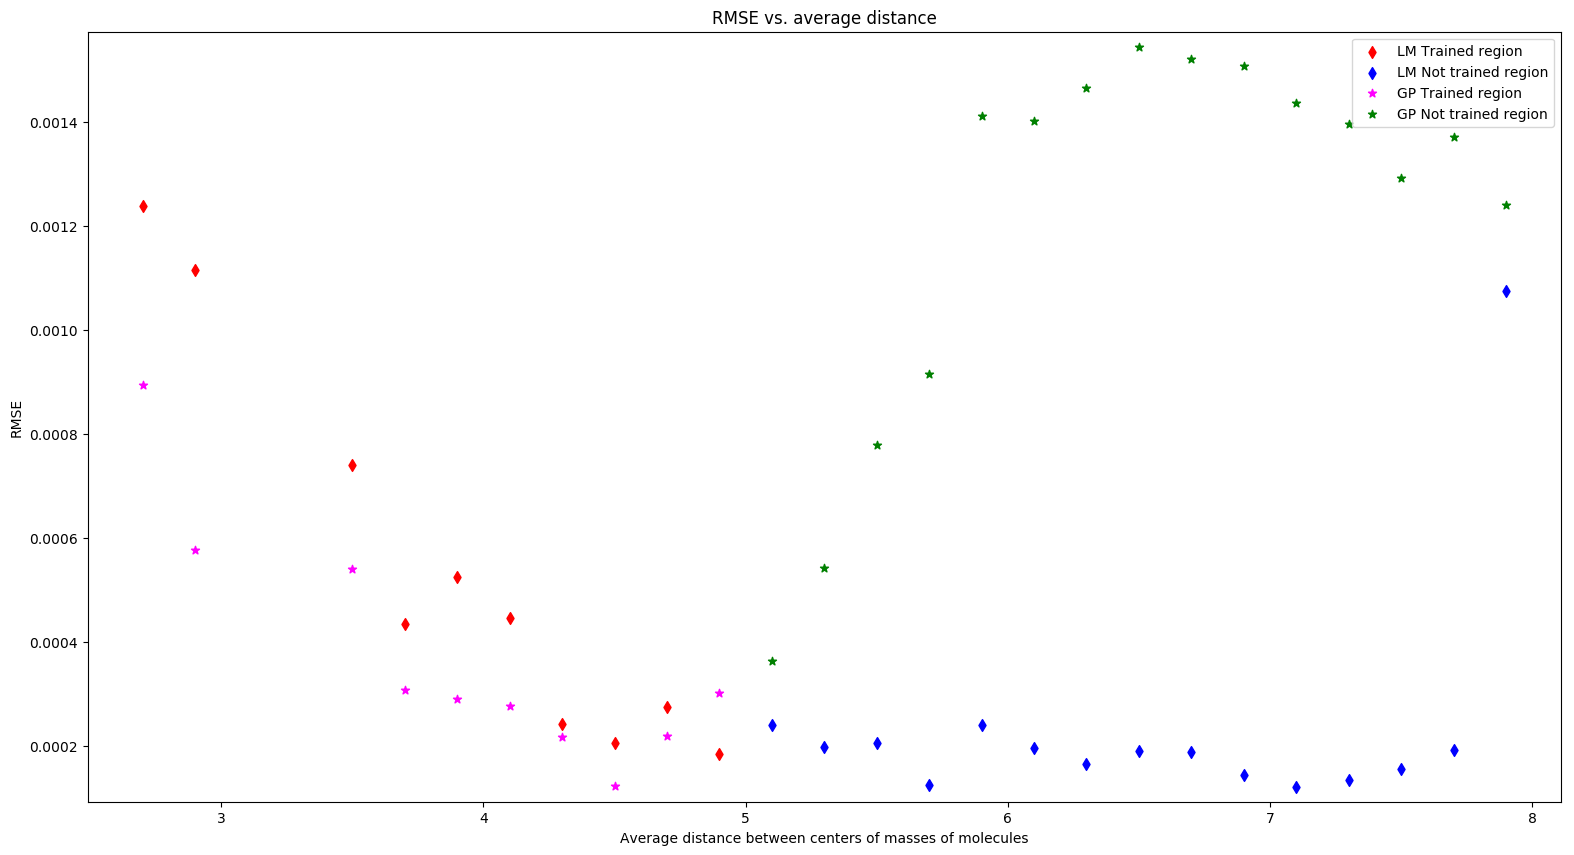 RMSE vs. average distance
LM Trained region
LM Not trained region
GP Trained region
GP Not trained region
0.0014
0.0012
0.0010
0.0008
0.0006
0.0004
0.0002
RMSE
3 4 5 6 7 8
Average distance between centers of masses of molecules